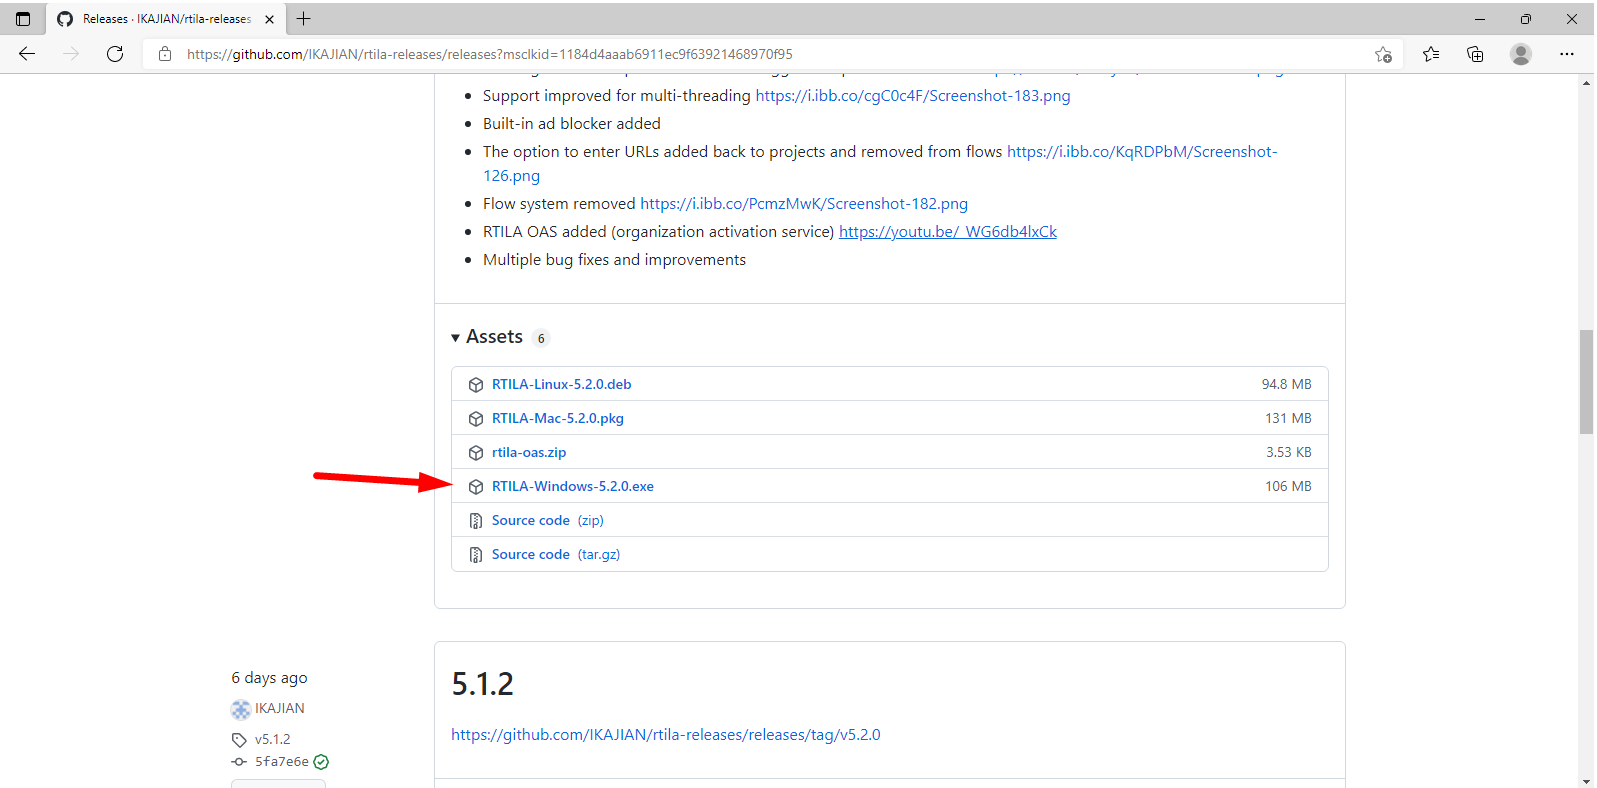 Releases · IKAJIAN/rtila-releases
https://github.com/IKAJIAN/rtila-releases/releases?msclkid=1184d4aaab6911ec9f63921468970f95
Support improved for multi-threading https://i.ibb.co/cgC0c4F/Screenshot-183.png
Built-in ad blocker added
The option to enter URLs added back to projects and removed from flows https://i.ibb.co/KqRDPbM/Screenshot-
126.png
Flow system removed https://i.ibb.co/PcmzMwK/Screenshot-182.png
RTILA OAS added (organization activation service) https://youtu.be/_WG6db4lxCk
Multiple bug fixes and improvements
Assets 6
RTILA-Linux-5.2.0.deb 94.8 MB
RTILA-Mac-5.2.0.pkg 131 MB
rtila-oas.zip 3.53 KB
RTILA-Windows-5.2.0.exe 106 MB
Source code (zip)
Source code (tar.gz)
6 days ago
IKAJIAN
v5.1.2
5fa7e6e
5.1.2
https://github.com/IKAJIAN/rtila-releases/releases/tag/v5.2.0